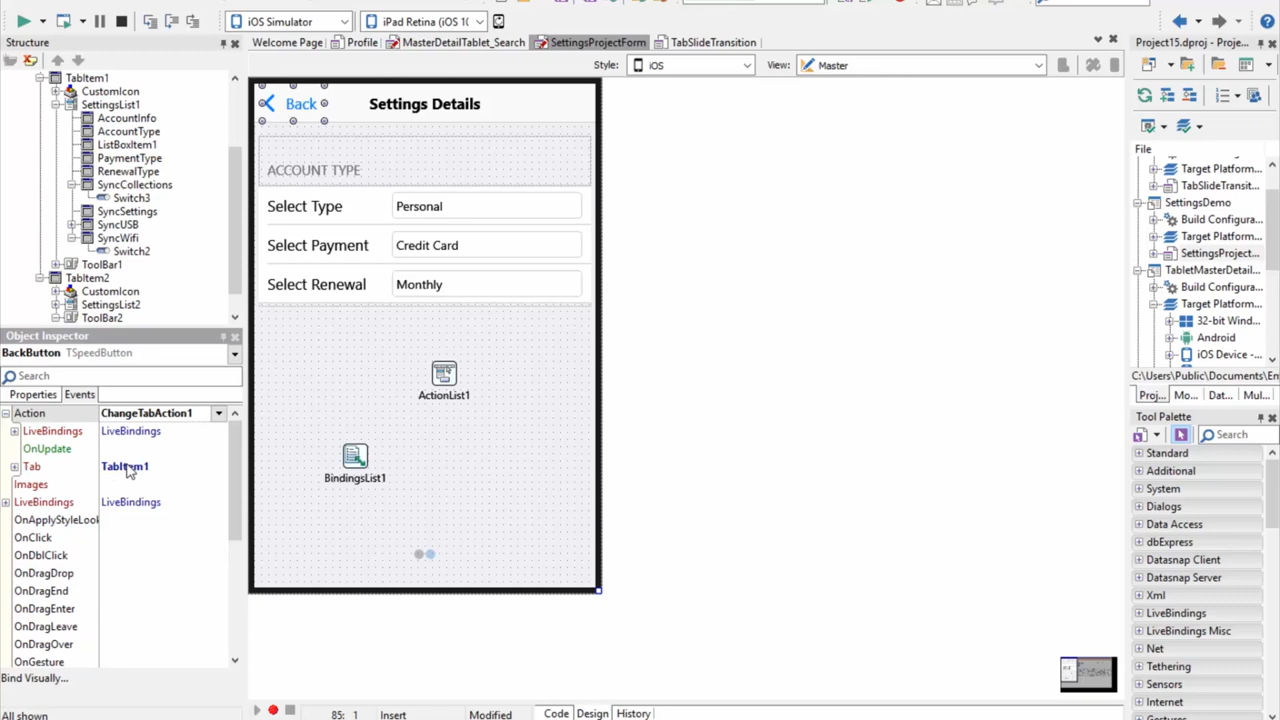 iOS Simulator
iPad Retina (iOS 10
Structure
Welcome Page
Profile
MasterDetailTablet_Search
SettingsProjectForm
TabSlideTransition
Project15.dproj - Proje...
Style:
iOS
View:
Master
TabItem1
CustomIcon
SettingsList1
AccountInfo
AccountType
ListBoxItem1
PaymentType
RenewalType
SyncCollections
Switch3
SyncSettings
SyncUSB
SyncWifi
Switch2
ToolBar1
TabItem2
CustomIcon
SettingsList2
ToolBar2
Object Inspector
BackButton TSpeedButton
Search
Properties
Events
Action
ChangeTabAction1
LiveBindings
LiveBindings
OnUpdate
Tab
TabItem1
Images
LiveBindings
LiveBindings
OnApplyStyleLook
OnClick
OnDblClick
OnDragDrop
OnDragEnd
OnDragEnter
OnDragLeave
OnDragOver
OnGesture
Bind Visually...
All shown
Back
Settings Details
ACCOUNT TYPE
Select Type
Personal
Select Payment
Credit Card
Select Renewal
Monthly
ActionList1
BindingsList1
85: 1
Insert
Modified
Code
Design
History
File
Target Platform...
TabSlideTransit...
SettingsDemo
Build Configura...
Target Platform...
SettingsProject...
TabletMasterDetail...
Build Configura...
Target Platform...
32-bit Wind...
Android
iOS Device -...
C:\Users\Public\Documents\Em
Proj...
Mo...
Dat...
Mul...
Tool Palette
Search
Standard
Additional
System
Dialogs
Data Access
dbExpress
Datasnap Client
Datasnap Server
Xml
LiveBindings
LiveBindings Misc
Net
Tethering
Sensors
Internet